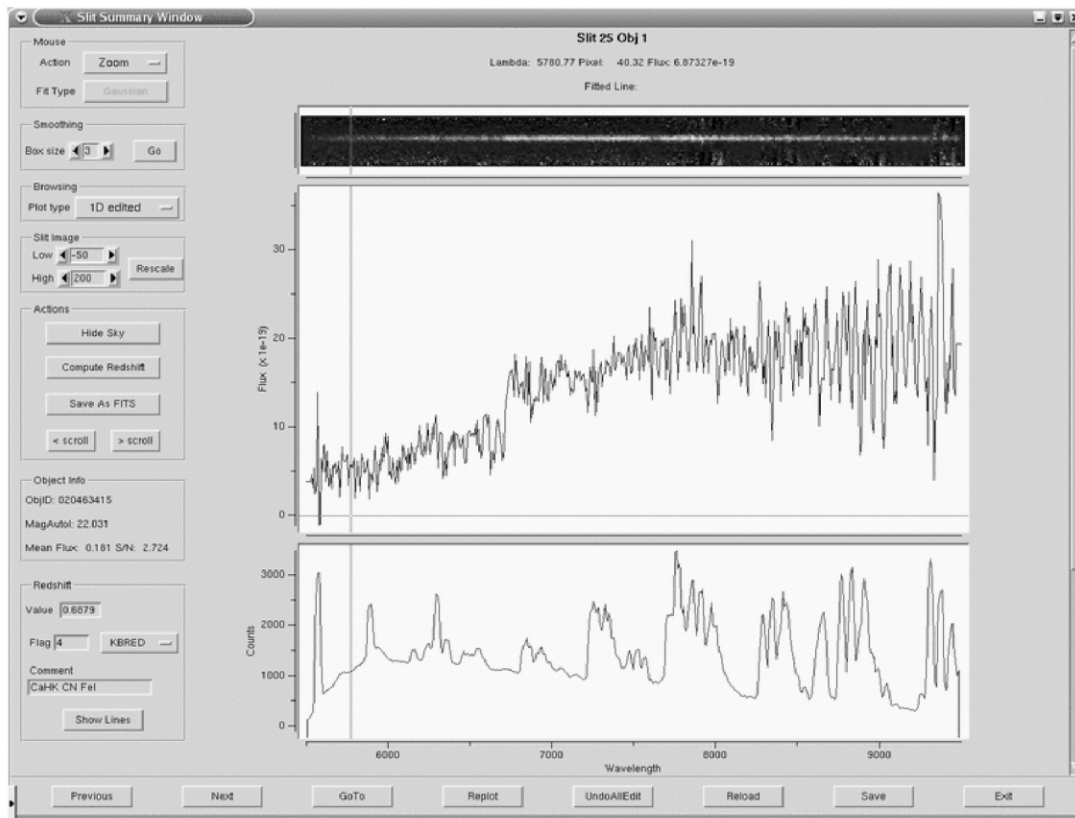 Slit Summary Window
Mouse
Action Zoom
Fit Type Gaussian
Smoothing
Box size 3 Go
Browsing
Plot type 1D edited
Slit Image
Low -50
High 200 Rescale
Actions
Hide Sky
Compute Redshift
Save As FITS
< scroll > scroll
Object Info
ObjID: 020463415
MagAutoI: 22.031
Mean Flux: 0.181 S/N: 2.724
Redshift
Value 0.6879
Flag 4 KBRED
Comment
CaHK CN FeI
Show Lines
Slit 25 Obj 1
Lambda: 5780.77 Pixel: 40.32 Flux: 6.87327e-19
Fitted Line:
30
20
10
0
Flux (x 1e-19)
3000
2000
1000
0
Counts
6000 7000 8000 9000
Wavelength
Previous Next GoTo Replot UndoAllEdit Reload Save Exit